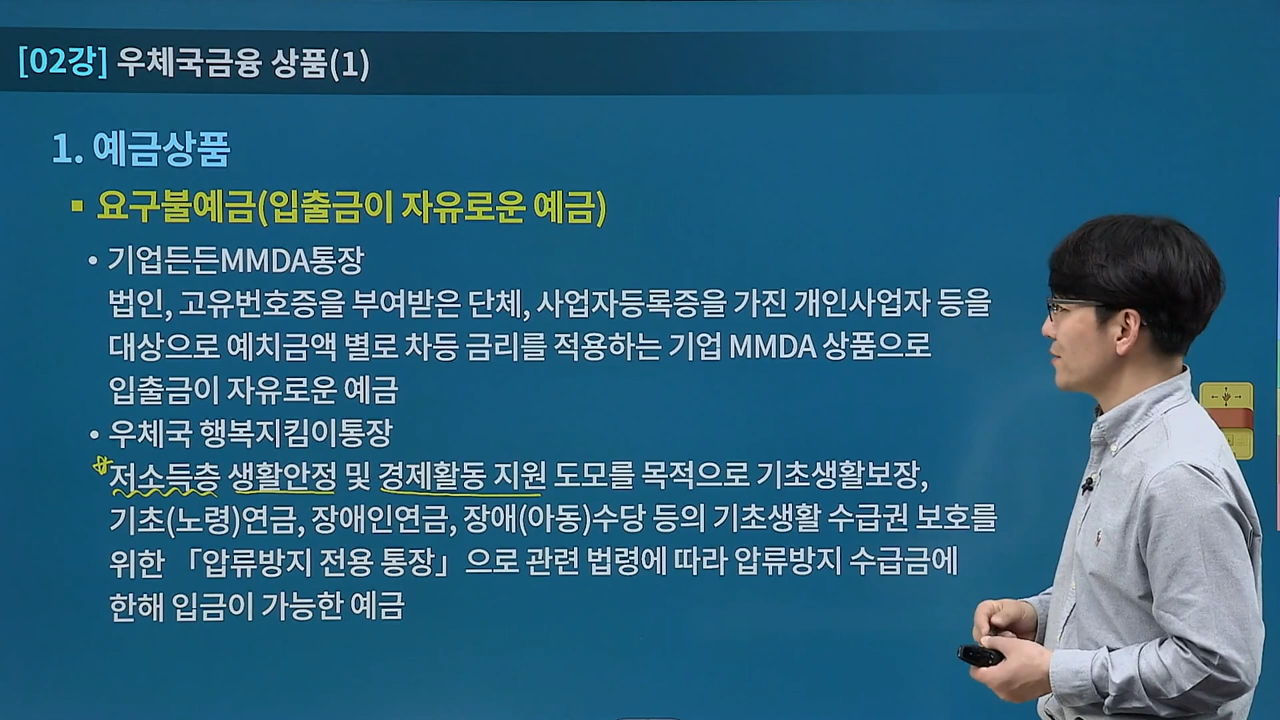 [02강] 우체국금융 상품(1)
1. 예금상품
▪ 요구불예금(입출금이 자유로운 예금)
• 기업든든MMDA통장
법인, 고유번호증을 부여받은 단체, 사업자등록증을 가진 개인사업자 등을
대상으로 예치금액 별로 차등 금리를 적용하는 기업 MMDA 상품으로
입출금이 자유로운 예금
• 우체국 행복지킴이통장
저소득층 생활안정 및 경제활동 지원 도모를 목적으로 기초생활보장,
기초(노령)연금, 장애인연금, 장애(아동)수당 등의 기초생활 수급권 보호를
위한 「압류방지 전용 통장」으로 관련 법령에 따라 압류방지 수급금에
한해 입금이 가능한 예금